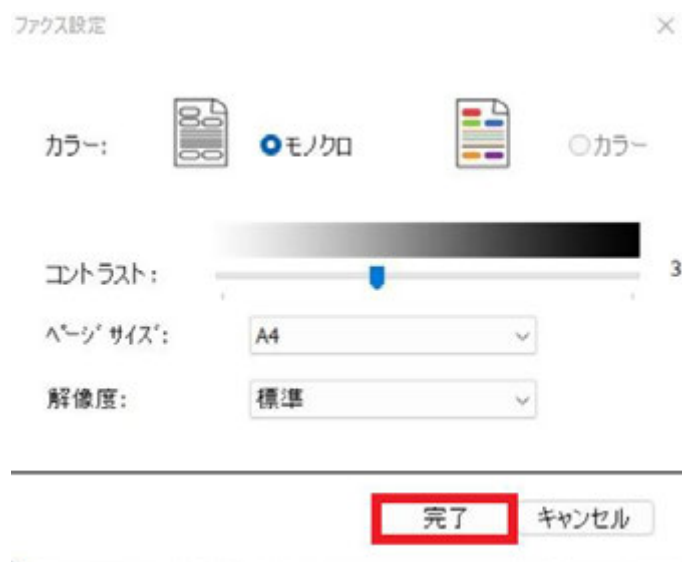 ファクス設定
カラー: モノクロ カラー
コントラスト: 3
ページサイズ: A4
解像度: 標準
完了 キャンセル